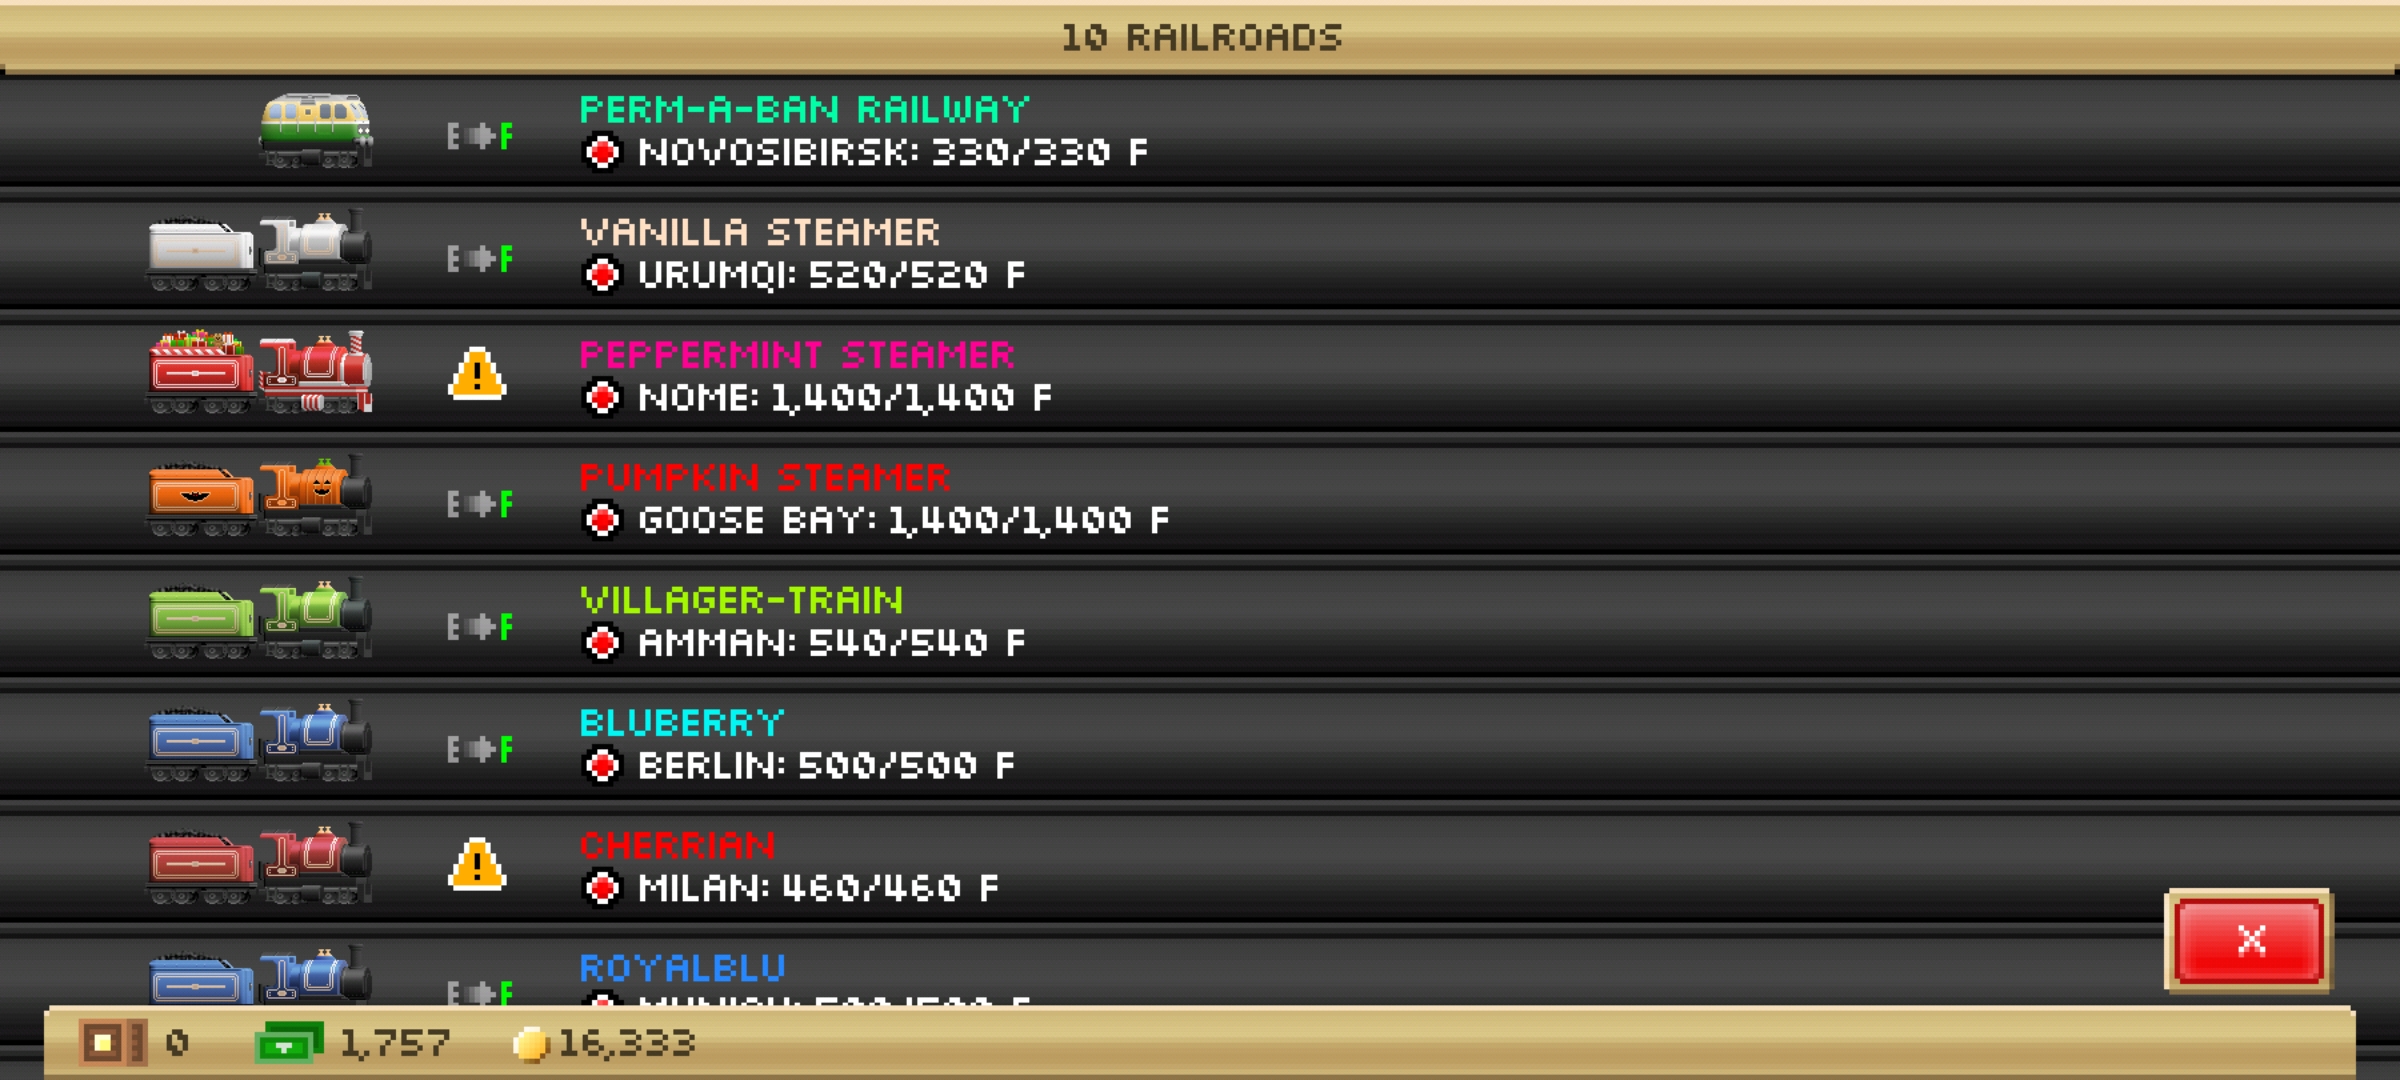 10 RAILROADS
PERM-A-BAN RAILWAY
E F
NOVOSIBIRSK: 330/330 F
VANILLA STEAMER
E F
URUMQI: 520/520 F
PEPPERMINT STEAMER
!
NOME: 1,400/1,400 F
PUMPKIN STEAMER
E F
GOOSE BAY: 1,400/1,400 F
VILLAGER-TRAIN
E F
AMMAN: 540/540 F
BLUBERRY
E F
BERLIN: 500/500 F
CHERRIAN
!
MILAN: 460/460 F
ROYALBLU
E F
X
0 1,757 16,333